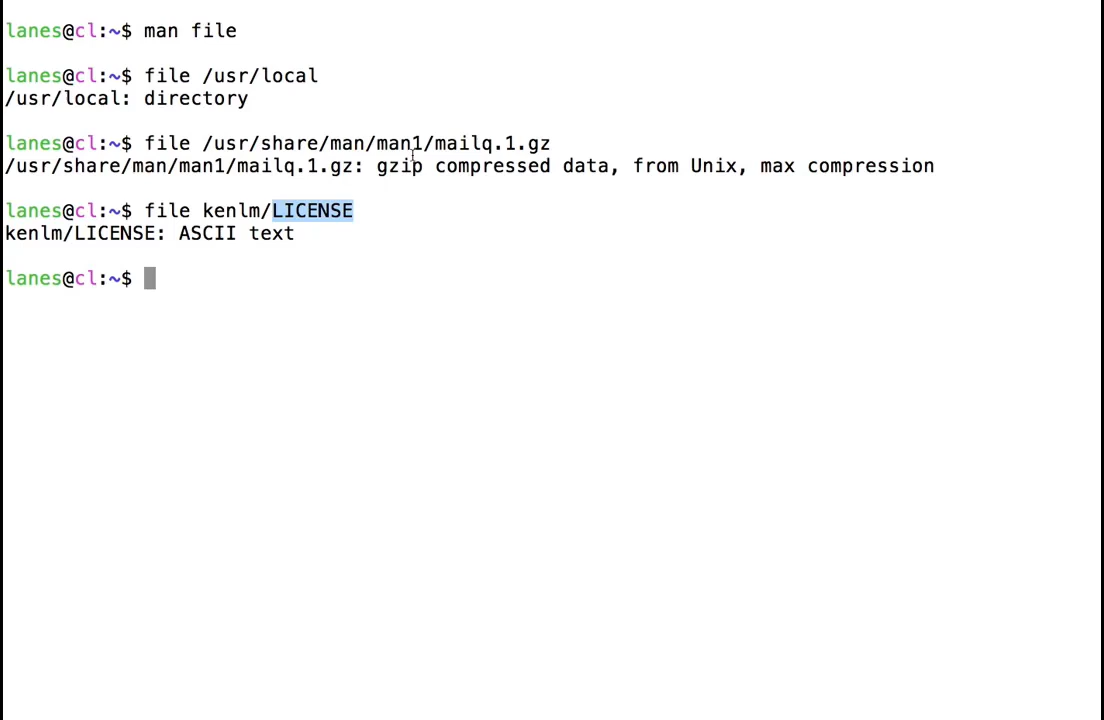 lanes@cl:~$ man file
lanes@cl:~$ file /usr/local
/usr/local: directory
lanes@cl:~$ file /usr/share/man/man1/mailq.1.gz
/usr/share/man/man1/mailq.1.gz: gzip compressed data, from Unix, max compression
lanes@cl:~$ file kenlm/LICENSE
kenlm/LICENSE: ASCII text
lanes@cl:~$